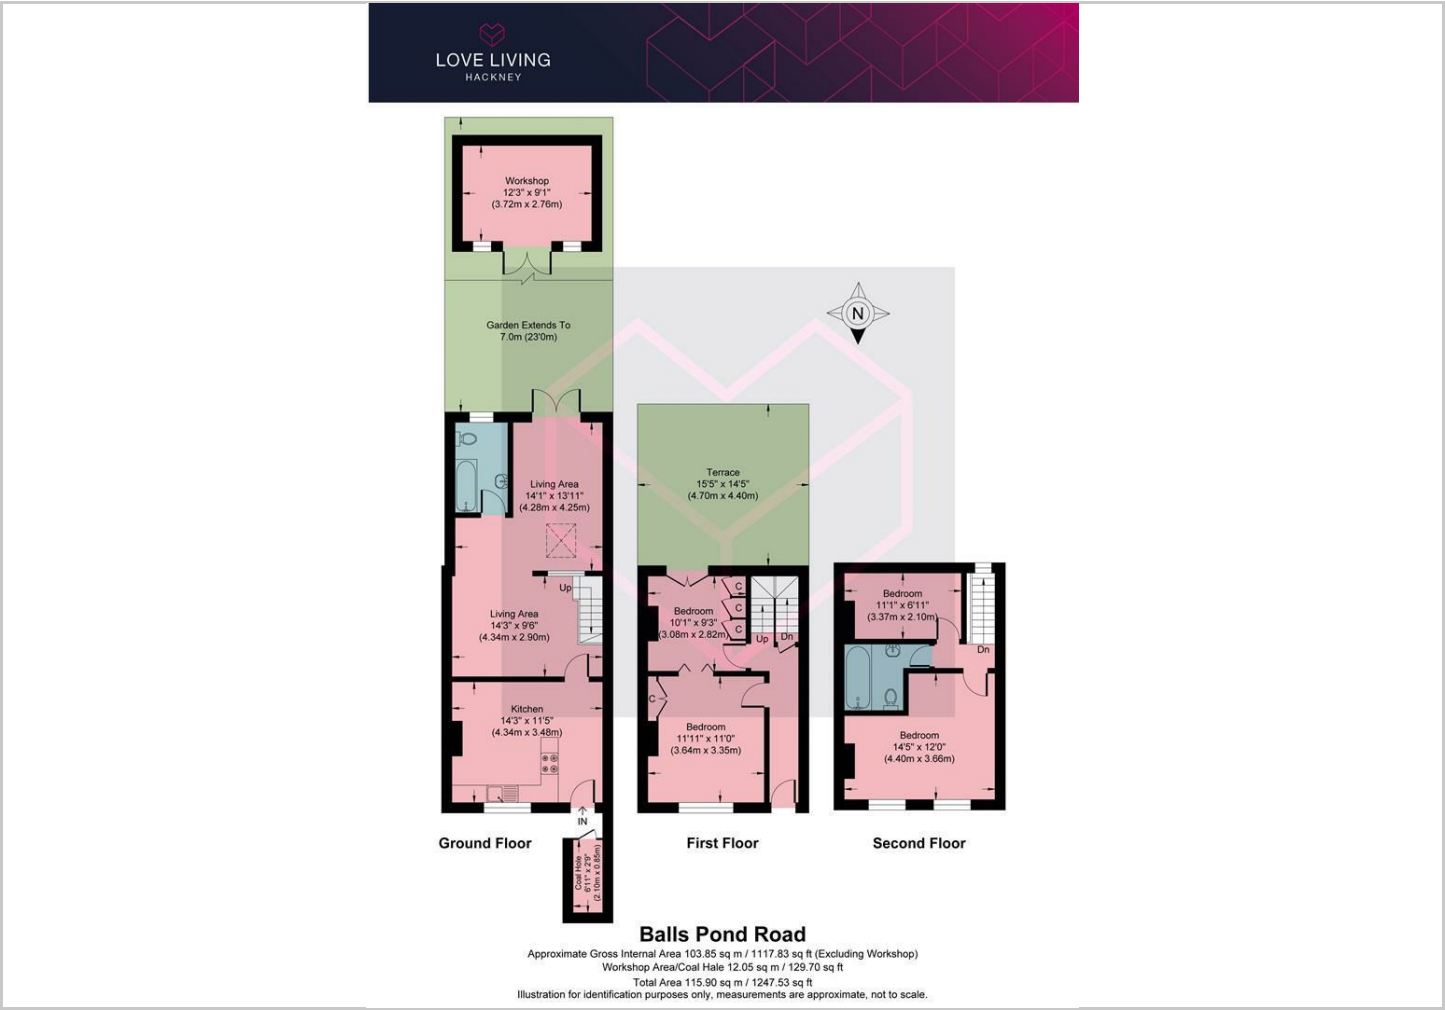 LOVE LIVING
HACKNEY
Workshop
12'3" x 9'1"
(3.72m x 2.76m)
Garden Extends To
7.0m (23'0m)
N
Living Area
14'1" x 13'11"
(4.28m x 4.25m)
Up
Living Area
14'3" x 9'6"
(4.34m x 2.90m)
Kitchen
14'3" x 11'5"
(4.34m x 3.48m)
IN
Coal Hole
6'11" x 2'9"
(2.10m x 0.85m)
Ground Floor
Terrace
15'5" x 14'5"
(4.70m x 4.40m)
Bedroom
10'1" x 9'3"
(3.08m x 2.82m)
C
C
C
Up
Dn
C
Bedroom
11'11" x 11'0"
(3.64m x 3.35m)
First Floor
Bedroom
11'1" x 6'11"
(3.37m x 2.10m)
Dn
Bedroom
14'5" x 12'0"
(4.40m x 3.66m)
Second Floor
Balls Pond Road
Approximate Gross Internal Area 103.85 sq m / 1117.83 sq ft (Excluding Workshop)
Workshop Area/Coal Hale 12.05 sq m / 129.70 sq ft
Total Area 115.90 sq m / 1247.53 sq ft
Illustration for identification purposes only, measurements are approximate, not to scale.